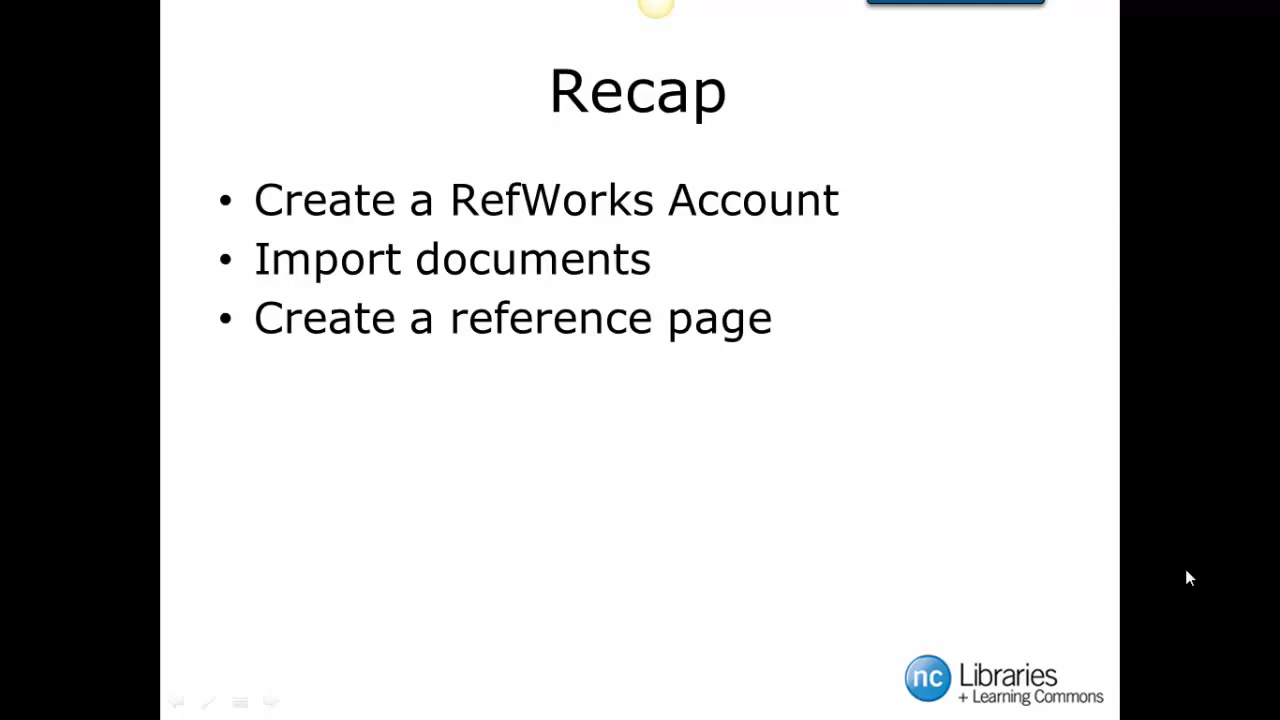 Recap
• Create a RefWorks Account
• Import documents
• Create a reference page
nc Libraries
+ Learning Commons